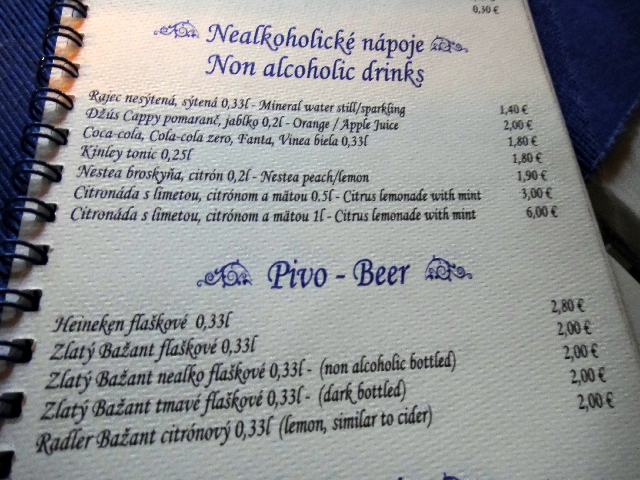 0,30 €
Nealkoholické nápoje
Non alcoholic drinks
Rajec nesýtená, sýtená 0,33l - Mineral water still/sparkling 1,40 €
Džús Cappy pomaranč, jablko 0,2l - Orange / Apple Juice 2,00 €
Coca-cola, Cola-cola zero, Fanta, Vinea biela 0,33l 1,80 €
Kinley tonic 0,25l 1,80 €
Nestea broskyňa, citrón 0,2l - Nestea peach/lemon 1,90 €
Citronáda s limetou, citrónom a mätou 0.5l - Citrus lemonade with mint 3,00 €
Citronáda s limetou, citrónom a mätou 1l - Citrus lemonade with mint 6,00 €
Pivo - Beer
Heineken flaškové 0,33l 2,80 €
Zlatý Bažant flaškové 0,33l 2,00 €
Zlatý Bažant nealko flaškové 0,33l - (non alcoholic bottled) 2,00 €
Zlatý Bažant tmavé flaškové 0,33l - (dark bottled) 2,00 €
Radler Bažant citrónový 0,33l (lemon, similar to cider) 2,00 €